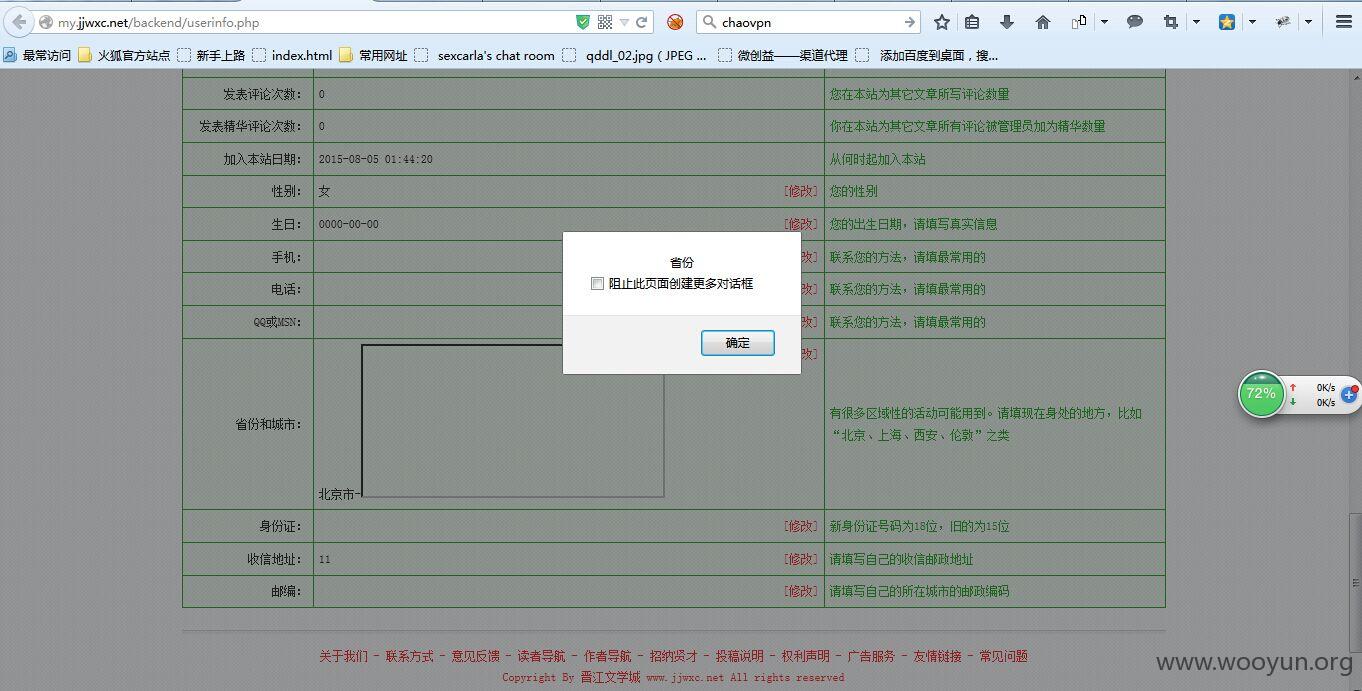 my.jjwxc.net/backend/userinfo.php chaovpn
最常访问 火狐官方站点 新手上路 index.html 常用网址 sexcarla's chat room qddl_02.jpg ( JPEG ... 微创益——渠道代理 添加百度到桌面，搜...
发表评论次数： 0 您在本站为其它文章所写评论数量
发表精华评论次数： 0 你在本站为其它文章所有评论被管理员加为精华数量
加入本站日期： 2015-08-05 01:44:20 从何时起加入本站
性别： 女 [修改] 您的性别
生日： 0000-00-00 [修改] 您的出生日期，请填写真实信息
手机： 改] 联系您的方法，请填最常用的
电话： 改] 联系您的方法，请填最常用的
QQ或MSN： 改] 联系您的方法，请填最常用的
省份
阻止此页面创建更多对话框
确定
改]
省份和城市： 有很多区域性的活动可能用到。请填现在身处的地方，比如
“北京、上海、西安、伦敦”之类
北京市-
72% 0K/s
0K/s
身份证： [修改] 新身份证号码为18位，旧的为15位
收信地址： 11 [修改] 请填写自己的收信邮政地址
邮编： [修改] 请填写自己的所在城市的邮政编码
关于我们 - 联系方式 - 意见反馈 - 读者导航 - 作者导航 - 招纳贤才 - 投稿说明 - 权利声明 - 广告服务 - 友情链接 - 常见问题
Copyright By 晋江文学城 www.jjwxc.net All rights reserved
www.wooyun.org